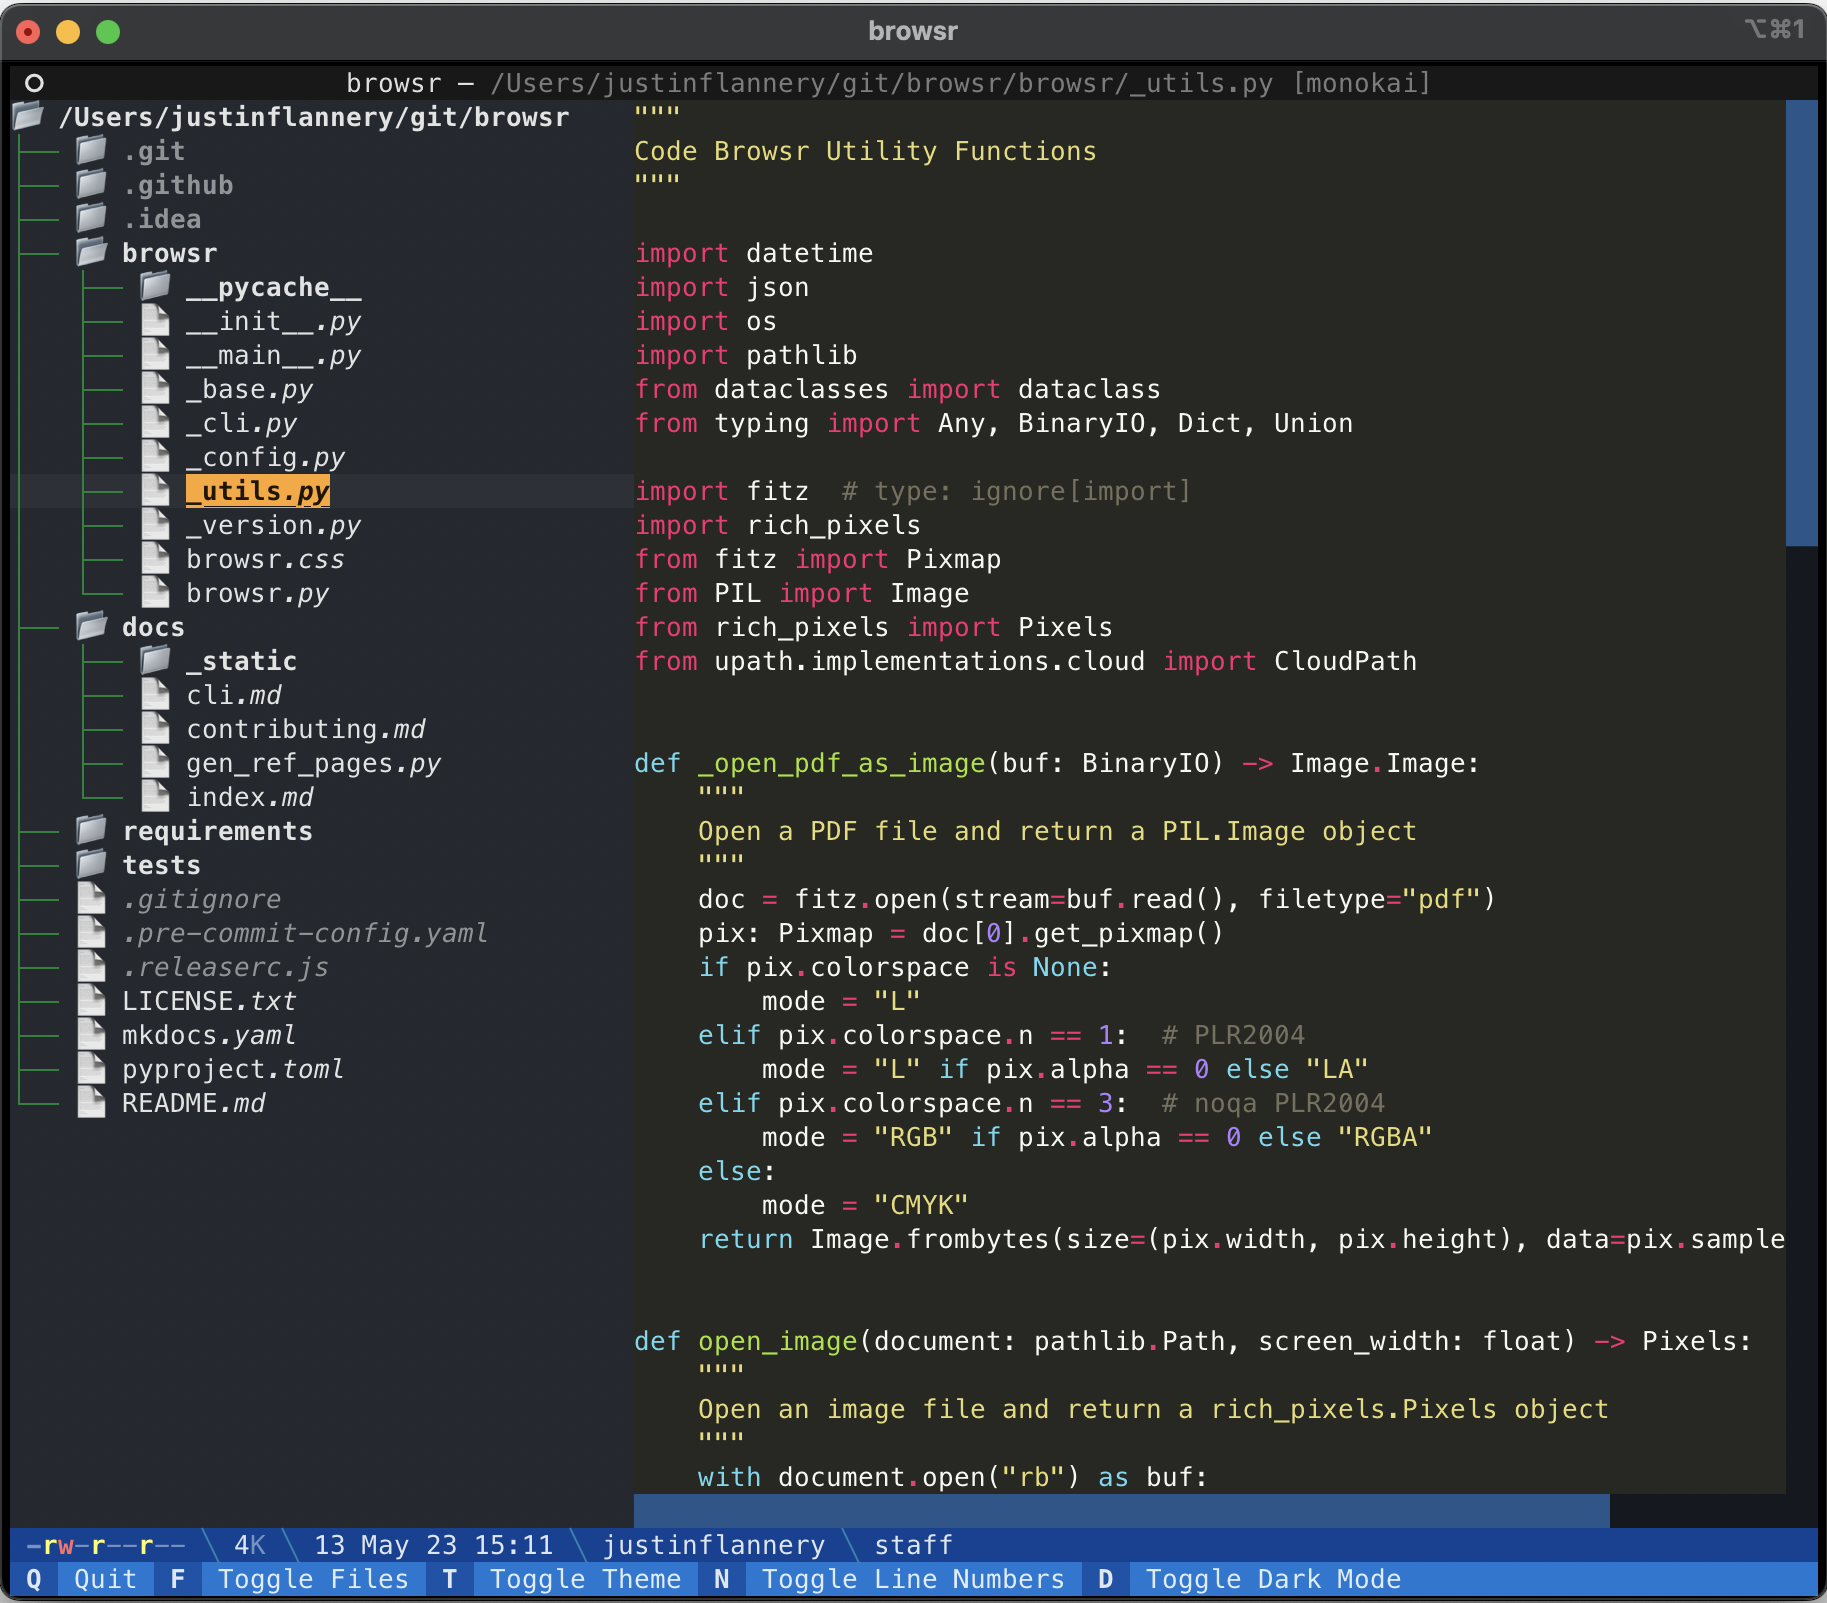 browsr
⌥⌘1
browsr — /Users/justinflannery/git/browsr/browsr/_utils.py [monokai]
/Users/justinflannery/git/browsr
.git
.github
.idea
browsr
__pycache__
__init__.py
__main__.py
_base.py
_cli.py
_config.py
_utils.py
_version.py
browsr.css
browsr.py
docs
_static
cli.md
contributing.md
gen_ref_pages.py
index.md
requirements
tests
.gitignore
.pre-commit-config.yaml
.releaserc.js
LICENSE.txt
mkdocs.yaml
pyproject.toml
README.md
"""
Code Browsr Utility Functions
"""
import datetime
import json
import os
import pathlib
from dataclasses import dataclass
from typing import Any, BinaryIO, Dict, Union
import fitz  # type: ignore[import]
import rich_pixels
from fitz import Pixmap
from PIL import Image
from rich_pixels import Pixels
from upath.implementations.cloud import CloudPath
def _open_pdf_as_image(buf: BinaryIO) -> Image.Image:
    """
    Open a PDF file and return a PIL.Image object
    """
    doc = fitz.open(stream=buf.read(), filetype="pdf")
    pix: Pixmap = doc[0].get_pixmap()
    if pix.colorspace is None:
        mode = "L"
    elif pix.colorspace.n == 1:  # PLR2004
        mode = "L" if pix.alpha == 0 else "LA"
    elif pix.colorspace.n == 3:  # noqa PLR2004
        mode = "RGB" if pix.alpha == 0 else "RGBA"
    else:
        mode = "CMYK"
    return Image.frombytes(size=(pix.width, pix.height), data=pix.sample
def open_image(document: pathlib.Path, screen_width: float) -> Pixels:
    """
    Open an image file and return a rich_pixels.Pixels object
    """
    with document.open("rb") as buf:
-rw-r--r-- 4K 13 May 23 15:11 justinflannery staff
Q Quit F Toggle Files T Toggle Theme N Toggle Line Numbers D Toggle Dark Mode